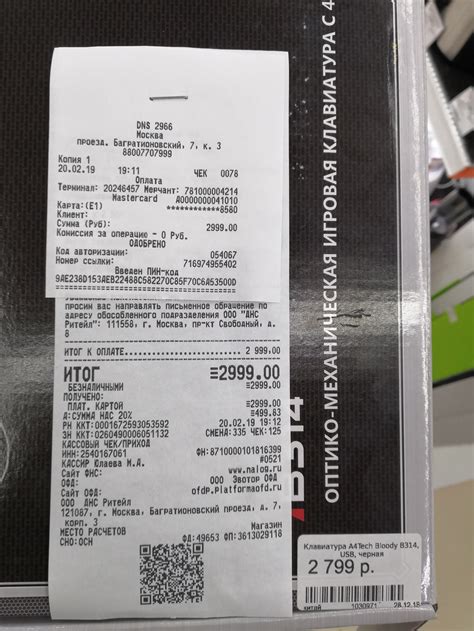 DNS 2966
Москва
проезд. Багратионовский, 7, к. 3
88007707999
Копия 1
20.02.19 19:11 ЧЕК 0078
Оплата
Терминал: 20246457 Мерчант: 781000004214
Mastercard A0000000041010
Карта:(E1) ************8580
Клиент:
Сумма (Руб): 2999.00
Комиссия за операцию - 0 Руб.
ОДОБРЕНО
Код авторизации: 054067
Номер ссылки: 716974955402
Введен ПИН-код
9AE238D153AEB22488C582270C85F70C6A53500D
просим вас направлять письменное обращение по
адресу обособленного подразделения ООО "ДНС
Ритейл": 111558, г. Москва, пр-кт Свободный, д.
8
ИТОГ К ОПЛАТЕ 2 999.00
ИТОГ ≡2999.00
БЕЗНАЛИЧНЫМИ ≡2999.00
ПОЛУЧЕНО:
ПЛАТ. КАРТОЙ ≡2999.00
А:СУММА НДС 20% ≡499.83
РН ККТ:0001672593053592 20.02.19 19:12
ЗН ККТ:0260490006051132 СМЕНА:335 ЧЕК:125
КАССОВЫЙ ЧЕК/ПРИХОД
ИНН:2540167061 ФН:8710000101816399
КАССИР Юлаева М.А. #0521
Сайт ФНС: www.nalog.ru
ОФД: ООО Эвотор ОФД
Сайт ОФД: ofdP.Platformaofd.ru
ООО ДНС Ритейл
121087, г. Москва, Багратионовский проезд, д. 7,
корп. 3
МЕСТО РАСЧЕТОВ Магазин
СНО:ОСН ФД:49653 ФП:3613029118
ОПТИКО-МЕХАНИЧЕСКАЯ ИГРОВАЯ КЛАВИАТУРА С 4
B314
Клавиатура A4Tech Bloody B314,
USB, черная
2 799 р.
китай 1030971 28.12.18